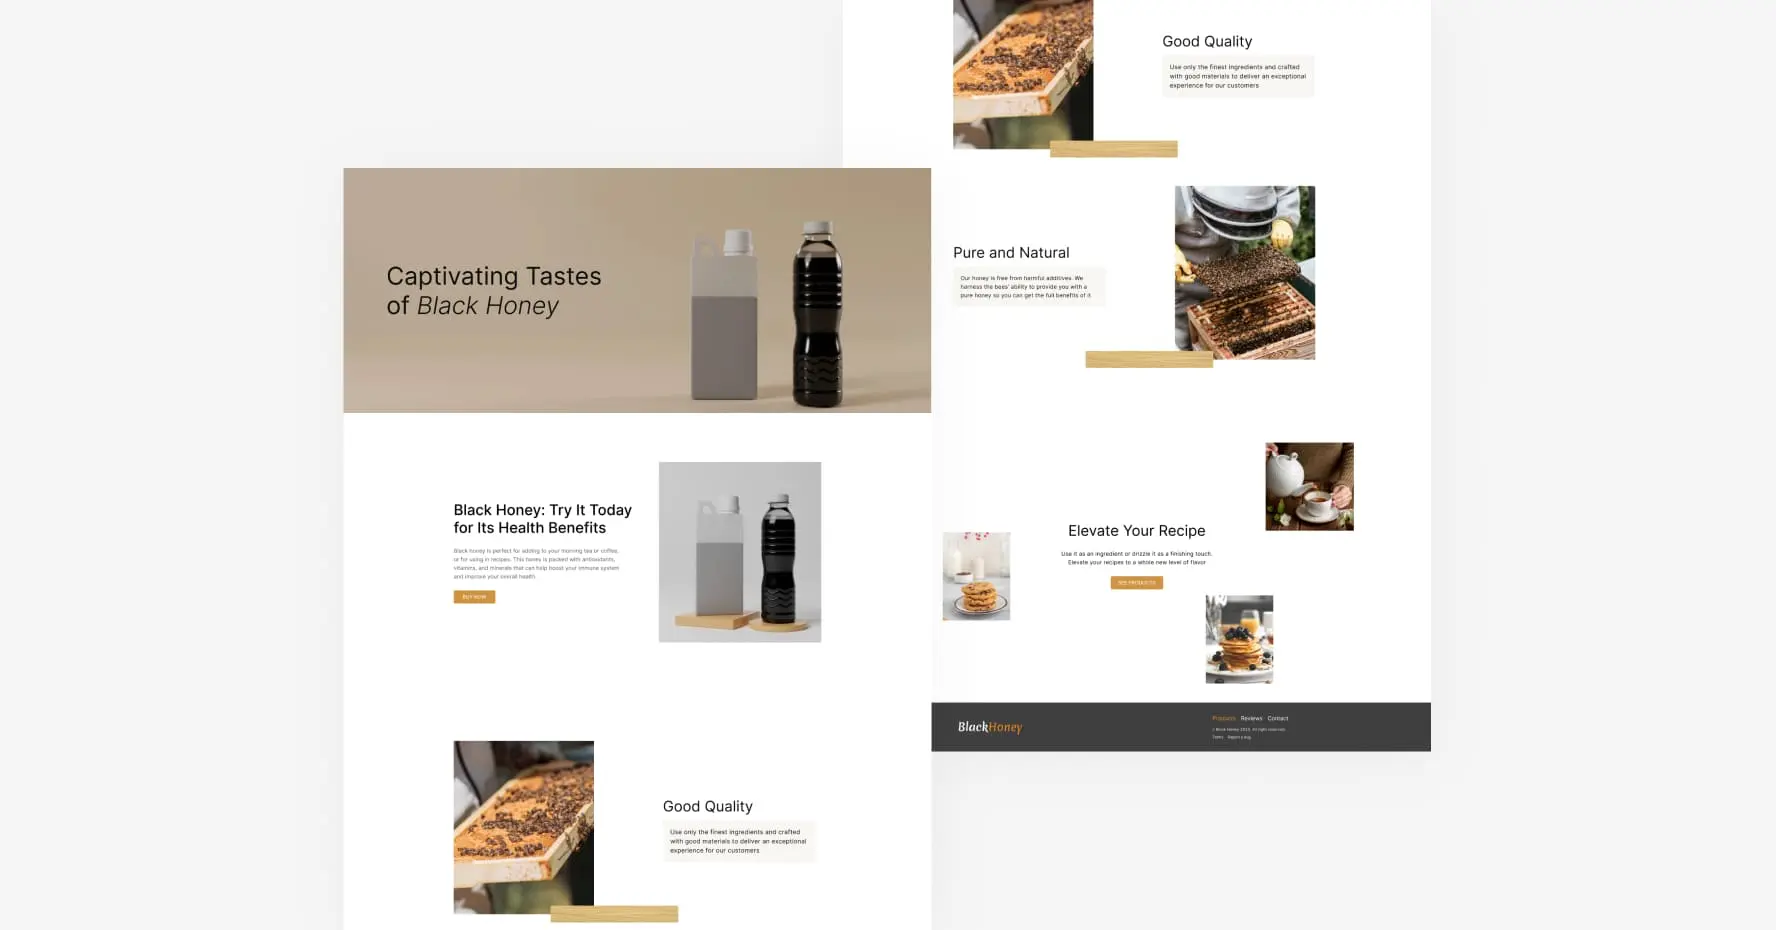 Captivating Tastes
of Black Honey
Black Honey: Try It Today
for Its Health Benefits
Black honey is perfect for adding to your morning tea or coffee,
or for using in recipes. This honey is packed with antioxidants,
vitamins, and minerals that can help boost your immune system
and improve your overall health.
BUY NOW
Good Quality
Use only the finest ingredients and crafted
with good materials to deliver an exceptional
experience for our customers
Good Quality
Use only the finest ingredients and crafted
with good materials to deliver an exceptional
experience for our customers
Pure and Natural
Our honey is free from harmful additives. We
harness the bees' ability to provide you with a
pure honey so you can get the full benefits of it
Elevate Your Recipe
Use it as an ingredient or drizzle it as a finishing touch.
Elevate your recipes to a whole new level of flavor
SEE PRODUCTS
BlackHoney
Products Reviews Contact
Black Honey 2023. All right reserved.
Terms